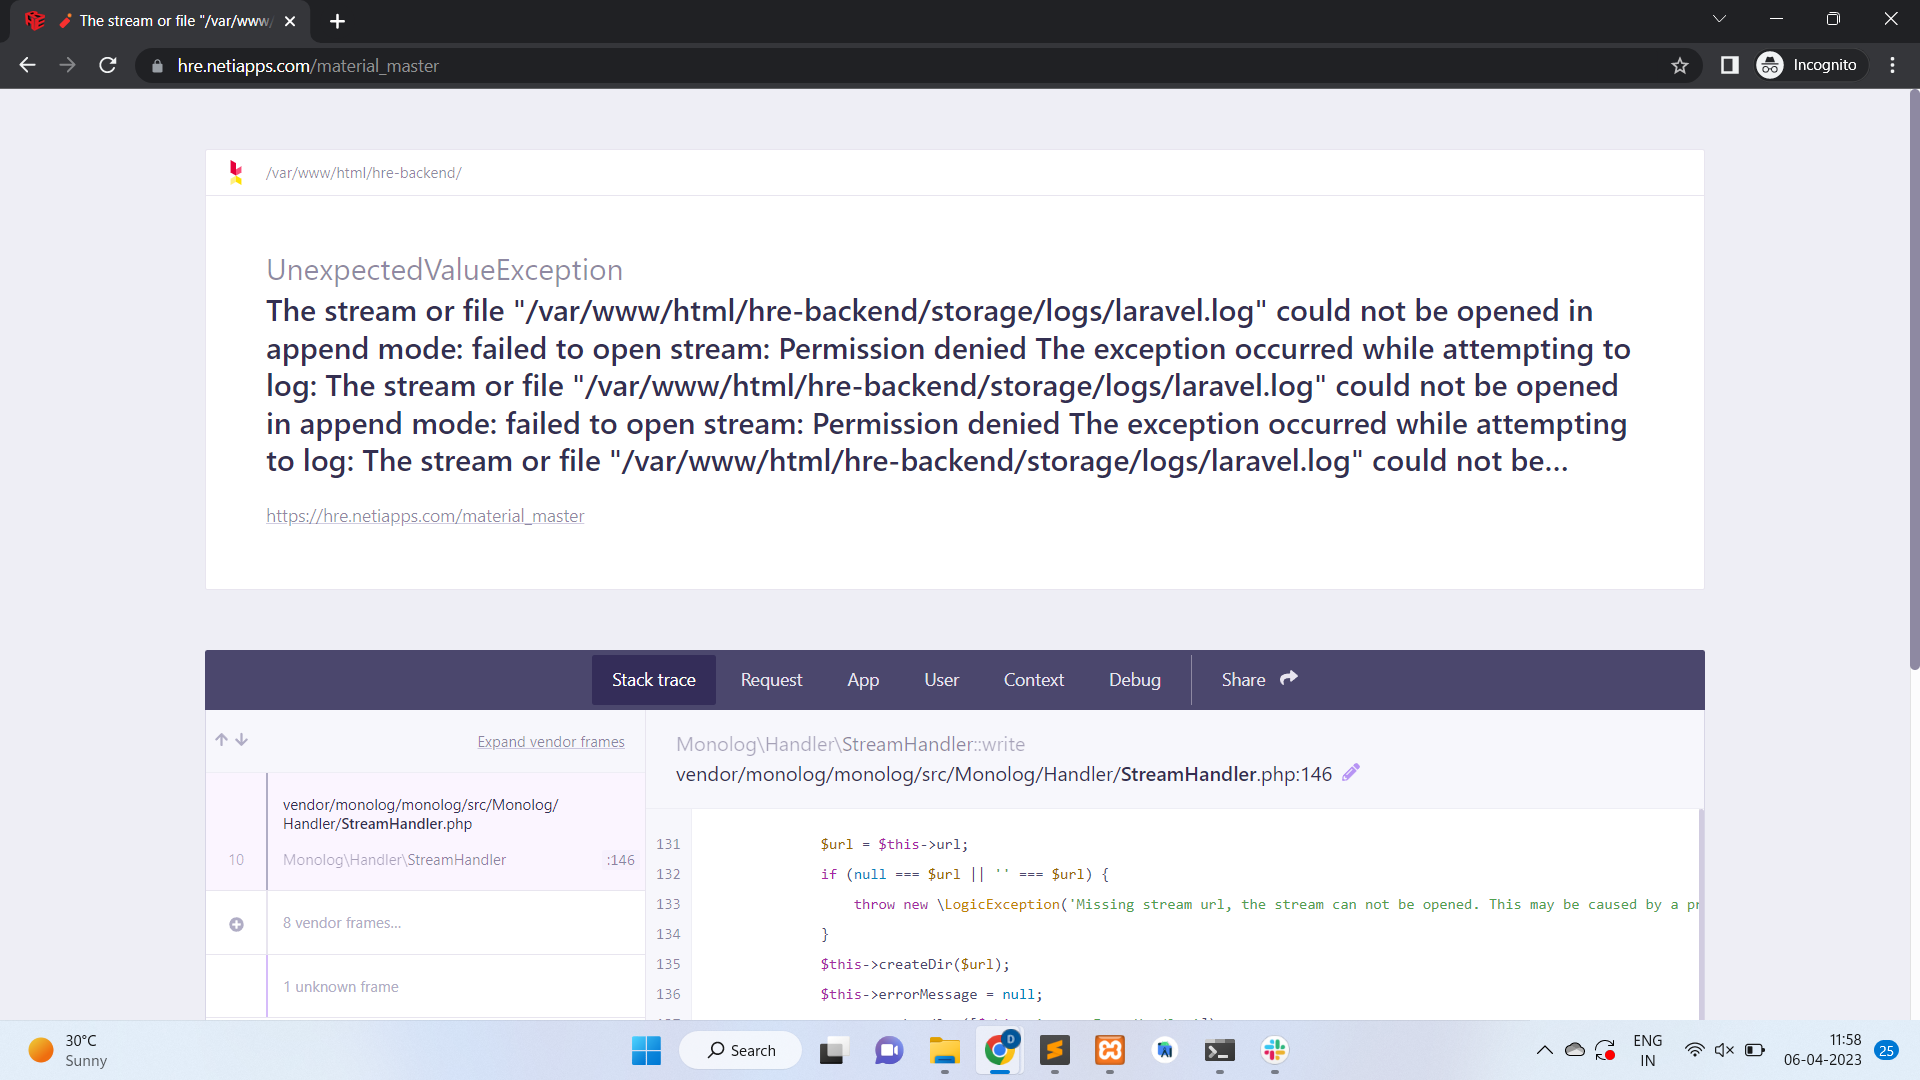 The stream or file "/var/www/
hre.netiapps.com/material_master
Incognito
/var/www/html/hre-backend/
UnexpectedValueException
The stream or file "/var/www/html/hre-backend/storage/logs/laravel.log" could not be opened in
append mode: failed to open stream: Permission denied The exception occurred while attempting to
log: The stream or file "/var/www/html/hre-backend/storage/logs/laravel.log" could not be opened
in append mode: failed to open stream: Permission denied The exception occurred while attempting
to log: The stream or file "/var/www/html/hre-backend/storage/logs/laravel.log" could not be...
https://hre.netiapps.com/material_master
Stack trace
Request
App
User
Context
Debug
Share
Expand vendor frames
Monolog\Handler\StreamHandler::write
vendor/monolog/monolog/src/Monolog/Handler/StreamHandler.php:146
vendor/monolog/monolog/src/Monolog/
Handler/StreamHandler.php
10 Monolog\Handler\StreamHandler :146
8 vendor frames...
1 unknown frame
131 $url = $this->url;
132 if (null === $url || '' === $url) {
133 throw new \LogicException('Missing stream url, the stream can not be opened. This may be caused by a pr
134 }
135 $this->createDir($url);
136 $this->errorMessage = null;
30°C
Sunny
Search
D
AI
ENG
IN
11:58
06-04-2023
25